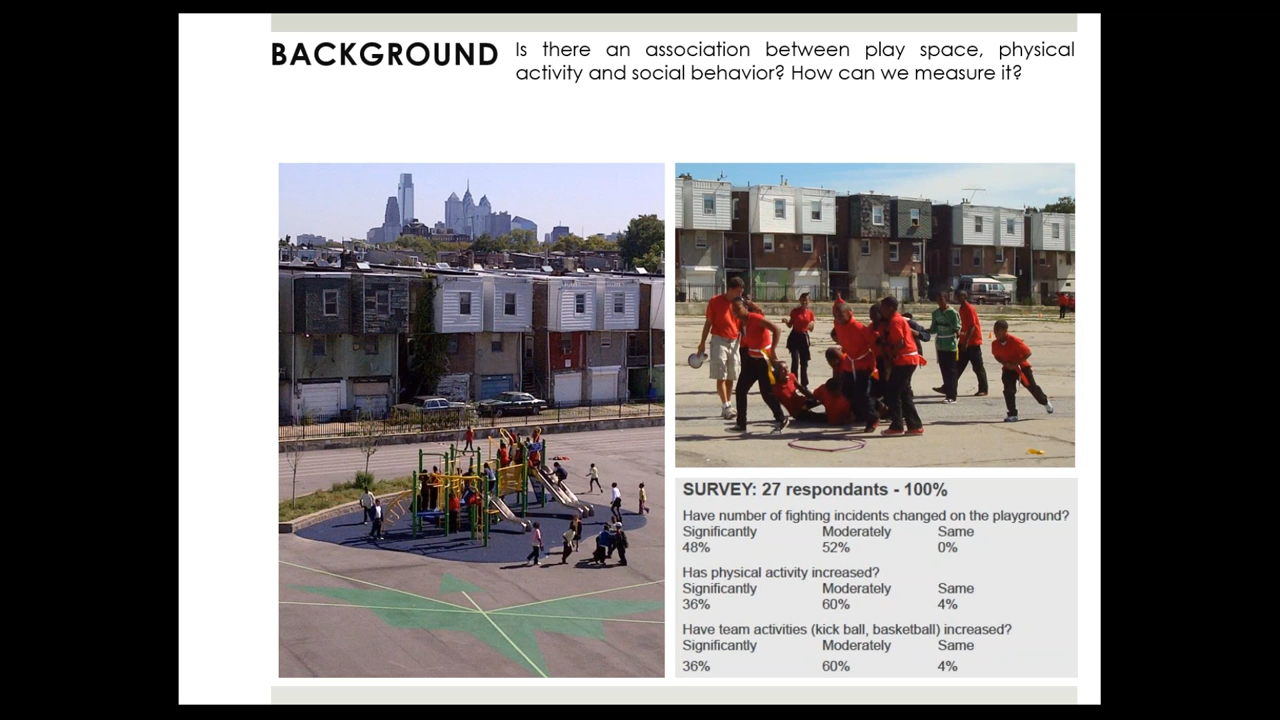 BACKGROUND
Is there an association between play space, physical
activity and social behavior? How can we measure it?
SURVEY: 27 respondants - 100%
Have number of fighting incidents changed on the playground?
Significantly Moderately Same
48% 52% 0%
Has physical activity increased?
Significantly Moderately Same
36% 60% 4%
Have team activities (kick ball, basketball) increased?
Significantly Moderately Same
36% 60% 4%